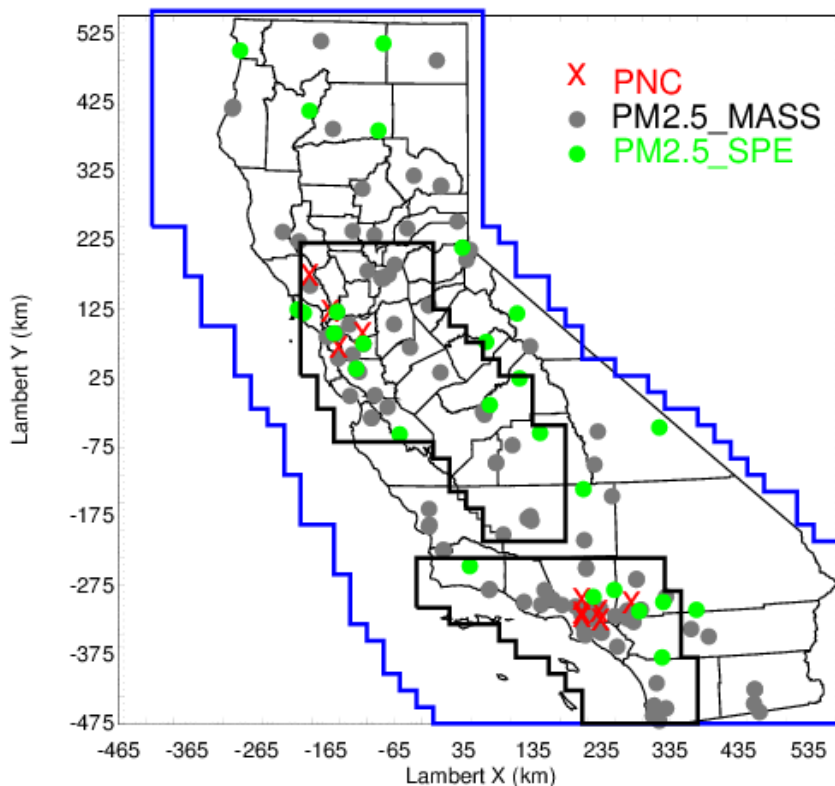 525
425
325
225
125
25
-75
-175
-275
-375
-475
Lambert Y (km)
X PNC
PM2.5_MASS
PM2.5_SPE
X
X
X
X
X
X
X
X
X
X
-465 -365 -265 -165 -65 35 135 235 335 435 535
Lambert X (km)